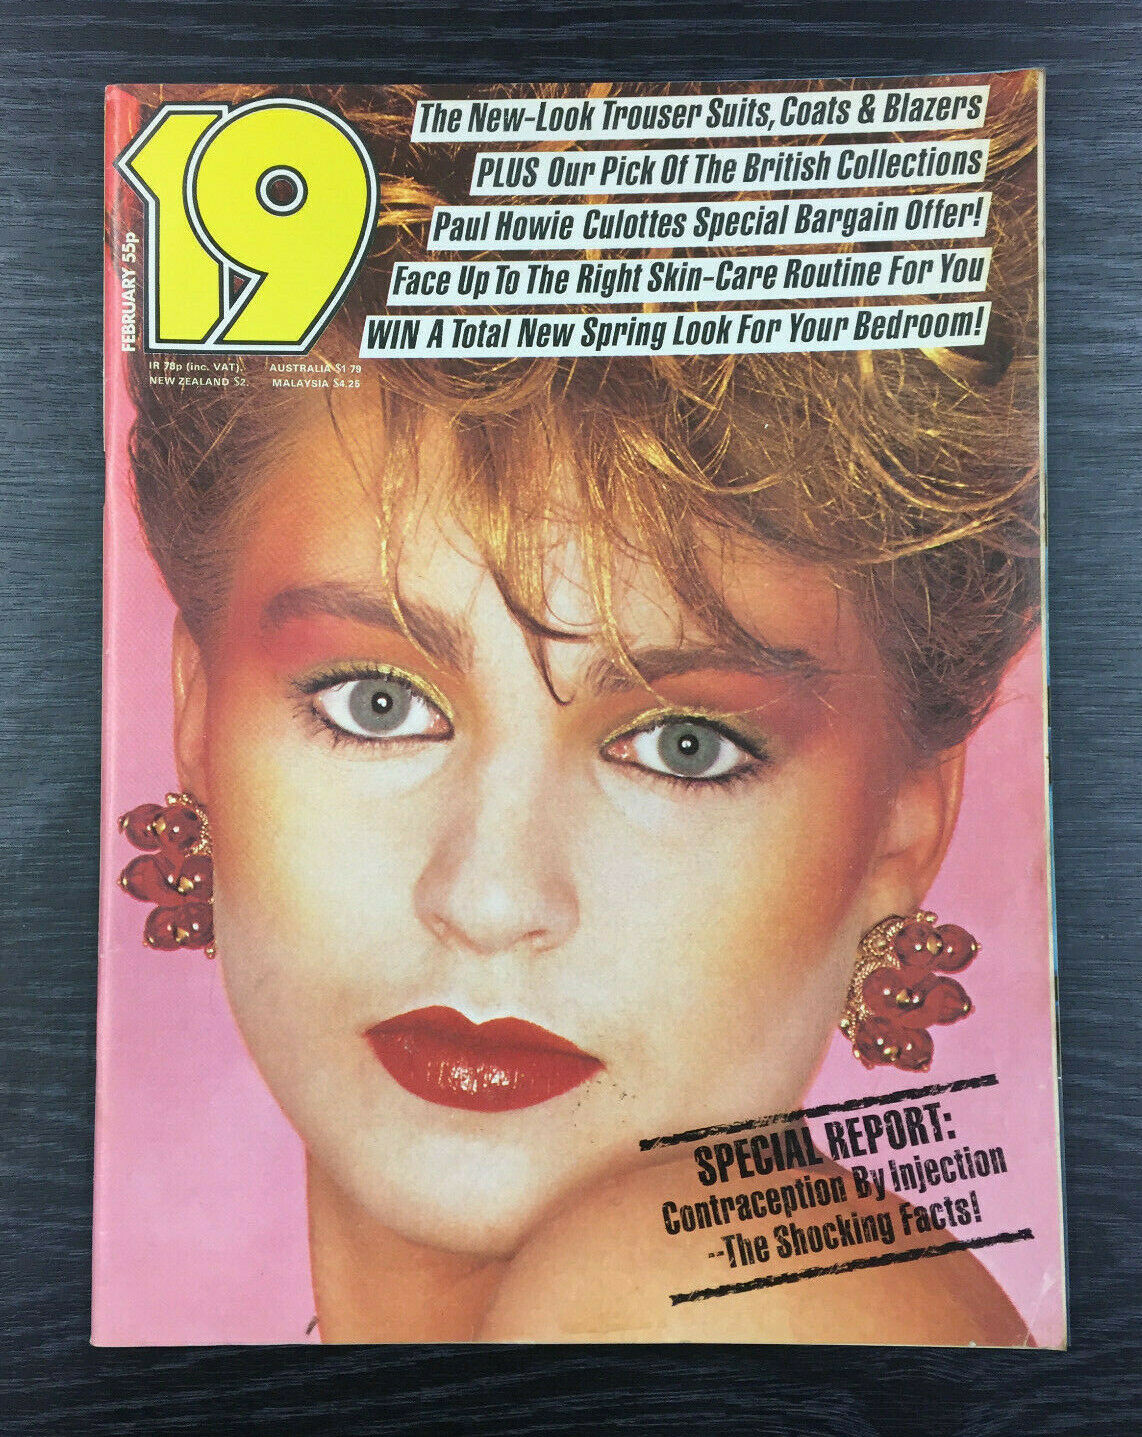 19
The New-Look Trouser Suits, Coats & Blazers
PLUS Our Pick Of The British Collections
Paul Howie Culottes Special Bargain Offer!
Face Up To The Right Skin-Care Routine For You
WIN A Total New Spring Look For Your Bedroom!
FEBRUARY 55p
IR 78p (inc. VAT). AUSTRALIA $1 79
NEW ZEALAND $2. MALAYSIA $4.25
SPECIAL REPORT:
Contraception By Injection
--The Shocking Facts!